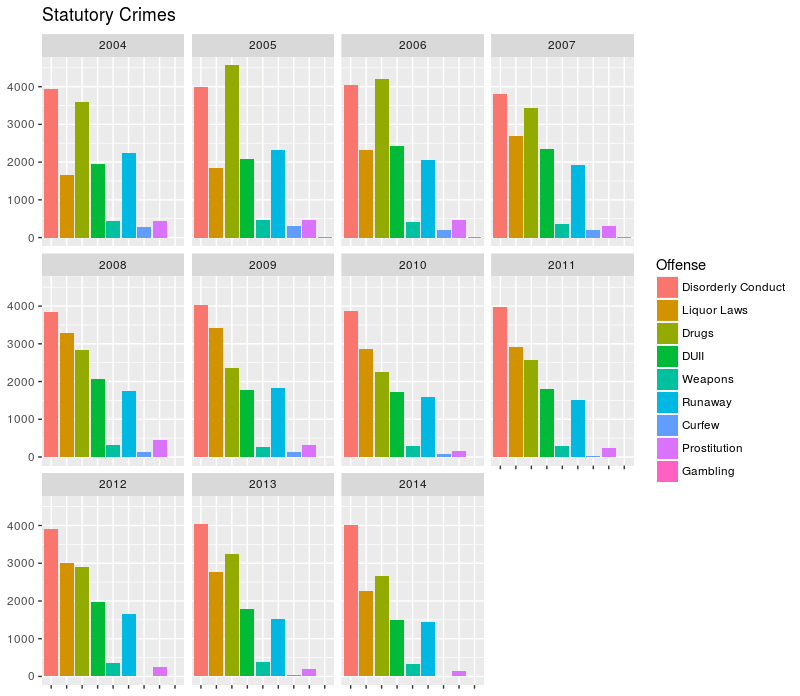 Statutory Crimes
2004 2005 2006 2007
4000
3000
2000
1000
0
2008 2009 2010 2011
4000
3000
2000
1000
0
2012 2013 2014
4000
3000
2000
1000
0
Offense
Disorderly Conduct
Liquor Laws
Drugs
DUII
Weapons
Runaway
Curfew
Prostitution
Gambling